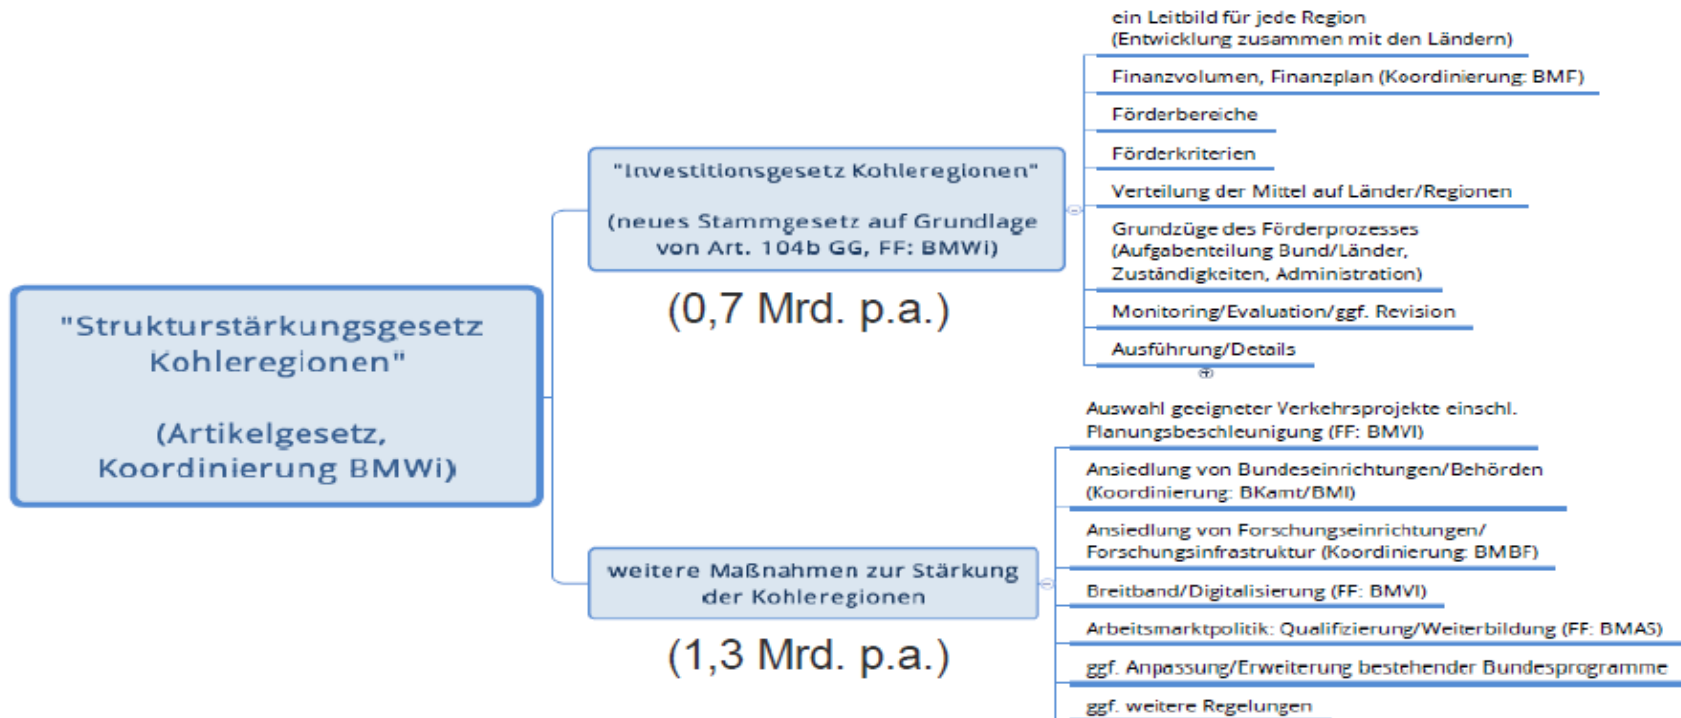 "Strukturstärkungsgesetz
Kohleregionen"
(Artikelgesetz,
Koordinierung BMWi)
"Investitionsgesetz Kohleregionen"
(neues Stammgesetz auf Grundlage
von Art. 104b GG, FF: BMWi)
(0,7 Mrd. p.a.)
ein Leitbild für jede Region
(Entwicklung zusammen mit den Ländern)
Finanzvolumen, Finanzplan (Koordinierung: BMF)
Förderbereiche
Förderkriterien
Verteilung der Mittel auf Länder/Regionen
Grundzüge des Förderprozesses
(Aufgabenteilung Bund/Länder,
Zuständigkeiten, Administration)
Monitoring/Evaluation/ggf. Revision
Ausführung/Details
weitere Maßnahmen zur Stärkung
der Kohleregionen
(1,3 Mrd. p.a.)
Auswahl geeigneter Verkehrsprojekte einschl.
Planungsbeschleunigung (FF: BMVI)
Ansiedlung von Bundeseinrichtungen/Behörden
(Koordinierung: BKamt/BMI)
Ansiedlung von Forschungseinrichtungen/
Forschungsinfrastruktur (Koordinierung: BMBF)
Breitband/Digitalisierung (FF: BMVI)
Arbeitsmarktpolitik: Qualifizierung/Weiterbildung (FF: BMAS)
ggf. Anpassung/Erweiterung bestehender Bundesprogramme
ggf. weitere Regelungen